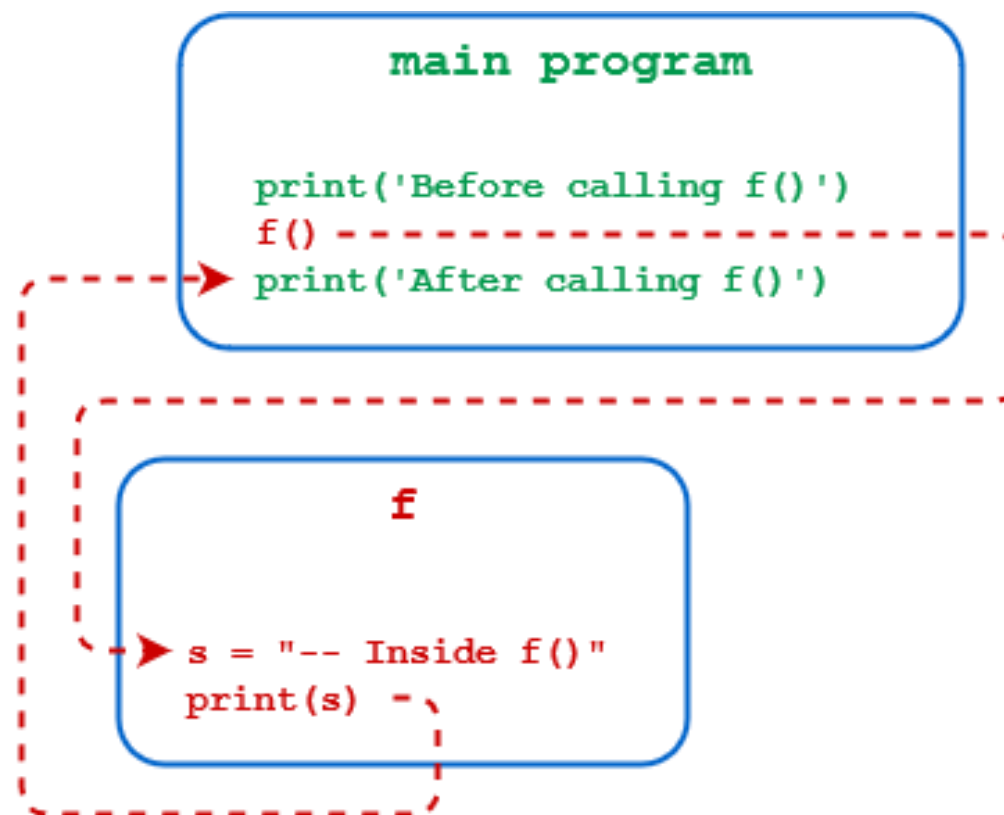 main program
print('Before calling f()')
f()
print('After calling f()')
f
s = "-- Inside f()"
print(s)